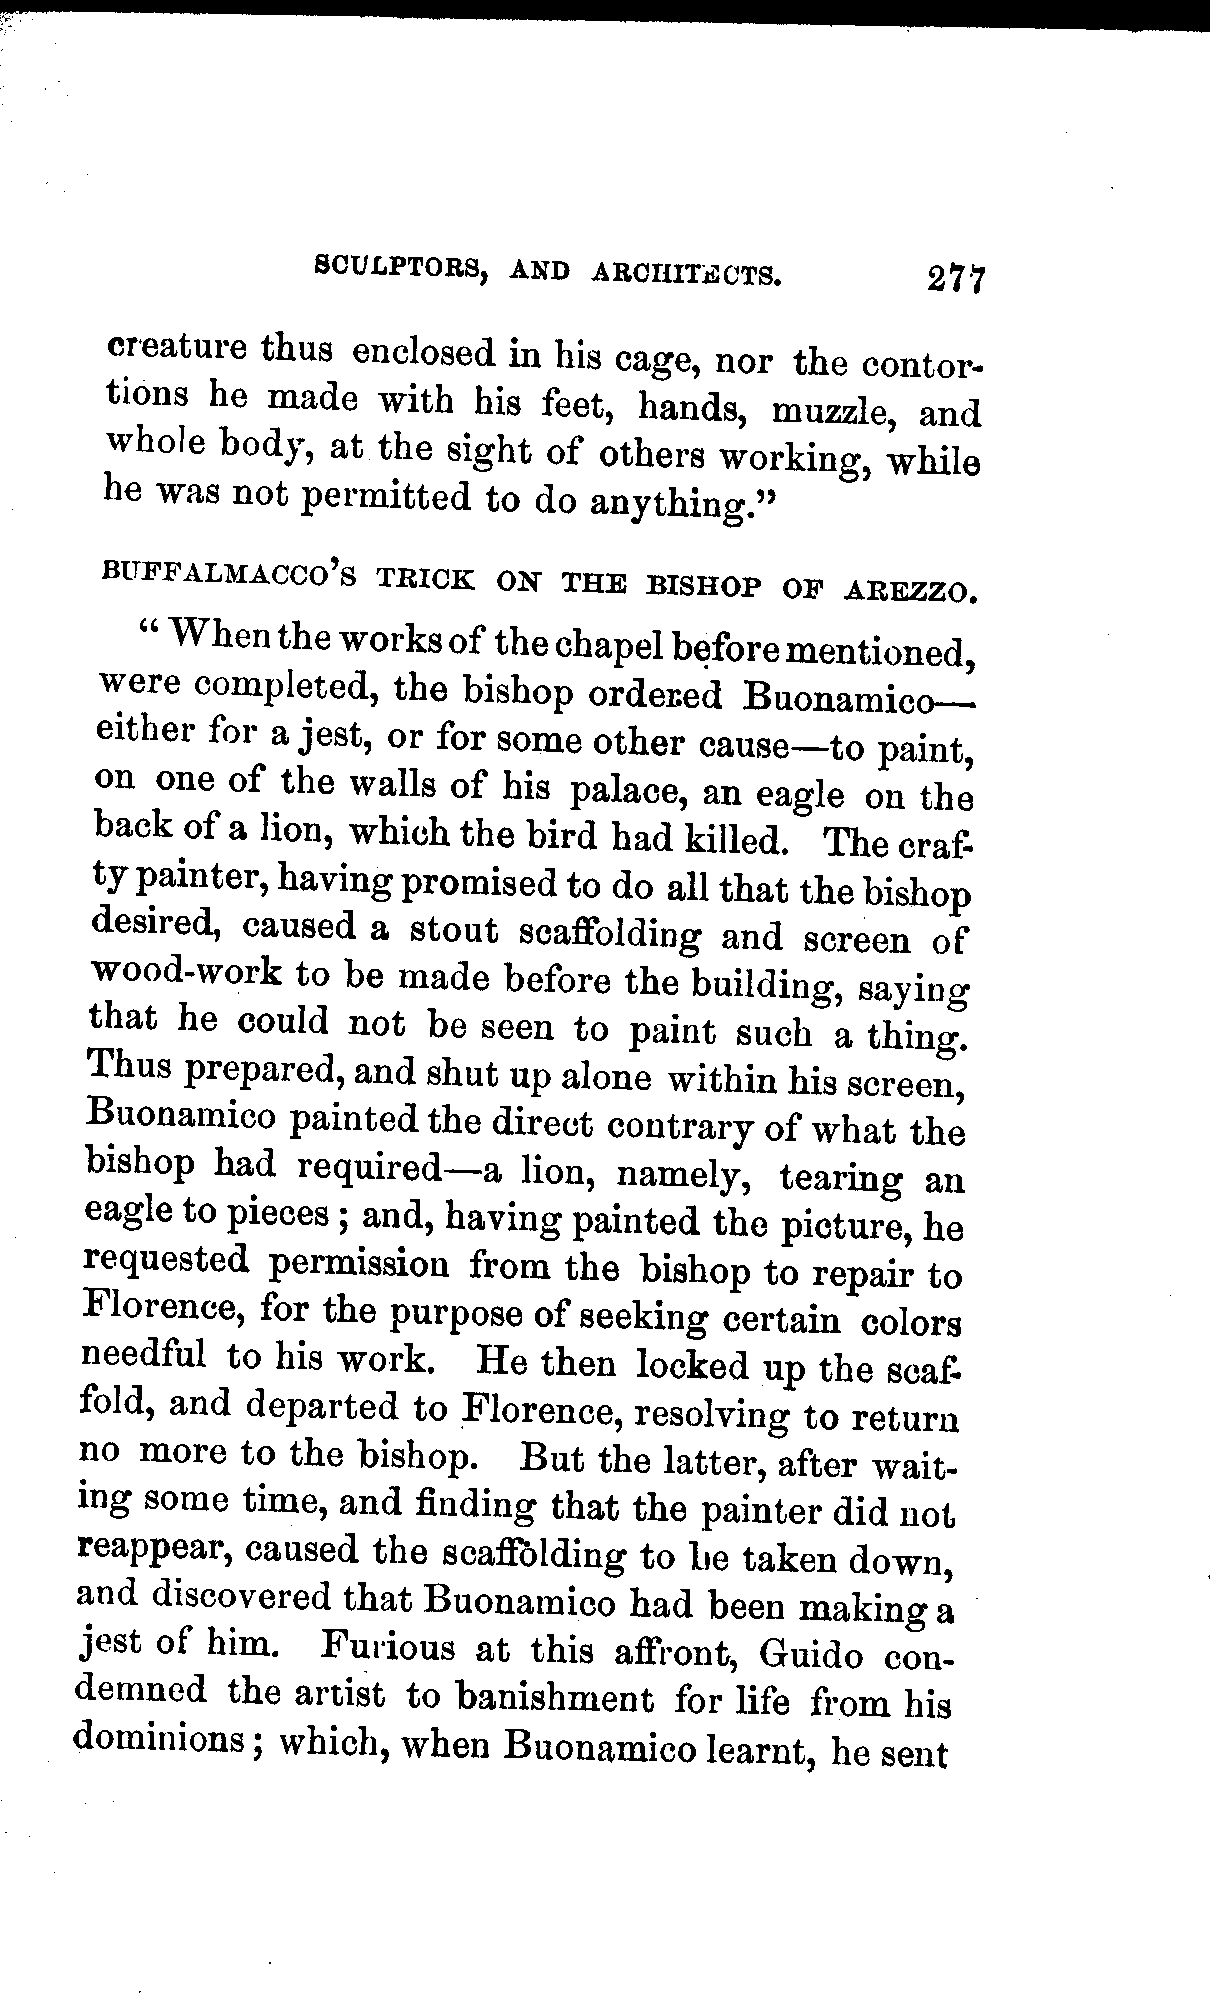 SCULPTORS, AND ARCHITECTS. 277
creature thus enclosed in his cage, nor the contor-
tions he made with his feet, hands, muzzle, and
whole body, at the sight of others working, while
he was not permitted to do anything."
BUFFALMACCO'S TRICK ON THE BISHOP OF AREZZO.
"When the works of the chapel before mentioned,
were completed, the bishop ordered Buonamico—
either for a jest, or for some other cause—to paint,
on one of the walls of his palace, an eagle on the
back of a lion, which the bird had killed. The craf-
ty painter, having promised to do all that the bishop
desired, caused a stout scaffolding and screen of
wood-work to be made before the building, saying
that he could not be seen to paint such a thing.
Thus prepared, and shut up alone within his screen,
Buonamico painted the direct contrary of what the
bishop had required—a lion, namely, tearing an
eagle to pieces; and, having painted the picture, he
requested permission from the bishop to repair to
Florence, for the purpose of seeking certain colors
needful to his work. He then locked up the scaf-
fold, and departed to Florence, resolving to return
no more to the bishop. But the latter, after wait-
ing some time, and finding that the painter did not
reappear, caused the scaffolding to be taken down,
and discovered that Buonamico had been making a
jest of him. Furious at this affront, Guido con-
demned the artist to banishment for life from his
dominions; which, when Buonamico learnt, he sent